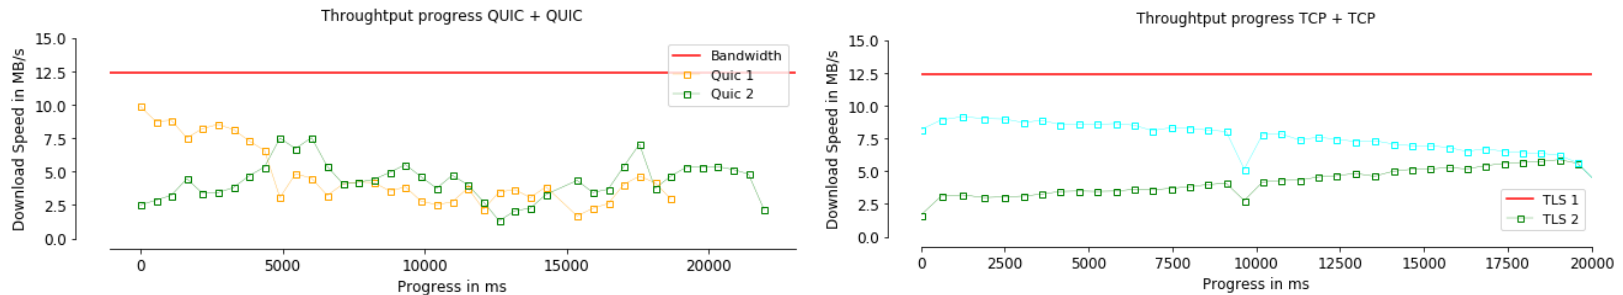 Throughtput progress QUIC + QUIC
15.0
12.5
10.0
7.5
5.0
2.5
0.0
Download Speed in MB/s
Bandwidth
Quic 1
Quic 2
0 5000 10000 15000 20000
Progress in ms
Throughtput progress TCP + TCP
15.0
12.5
10.0
7.5
5.0
2.5
0.0
Download Speed in MB/s
TLS 1
TLS 2
0 2500 5000 7500 10000 12500 15000 17500 20000
Progress in ms